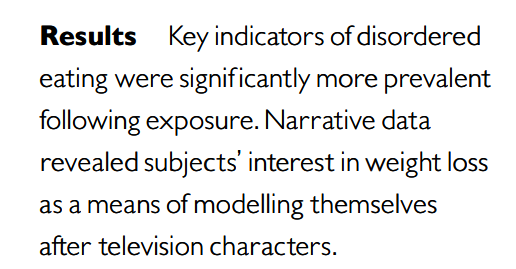 Results Key indicators of disordered
eating were significantly more prevalent
following exposure. Narrative data
revealed subjects’ interest in weight loss
as a means of modelling themselves
after television characters.